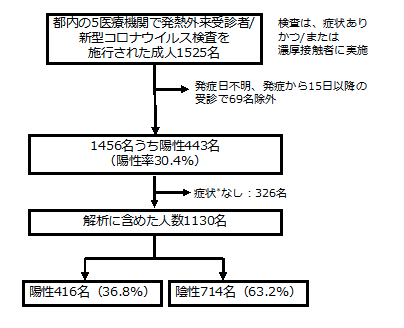 都内の5医療機関で発熱外来受診者/
新型コロナウイルス検査を
施行された成人1525名
検査は、症状あり
かつ/または
濃厚接触者に実施
発症日不明、発症から15日以降の
受診で69名除外
1456名うち陽性443名
（陽性率30.4%）
症状*なし：326名
解析に含めた人数1130名
陽性416名（36.8%）
陰性714名（63.2%）